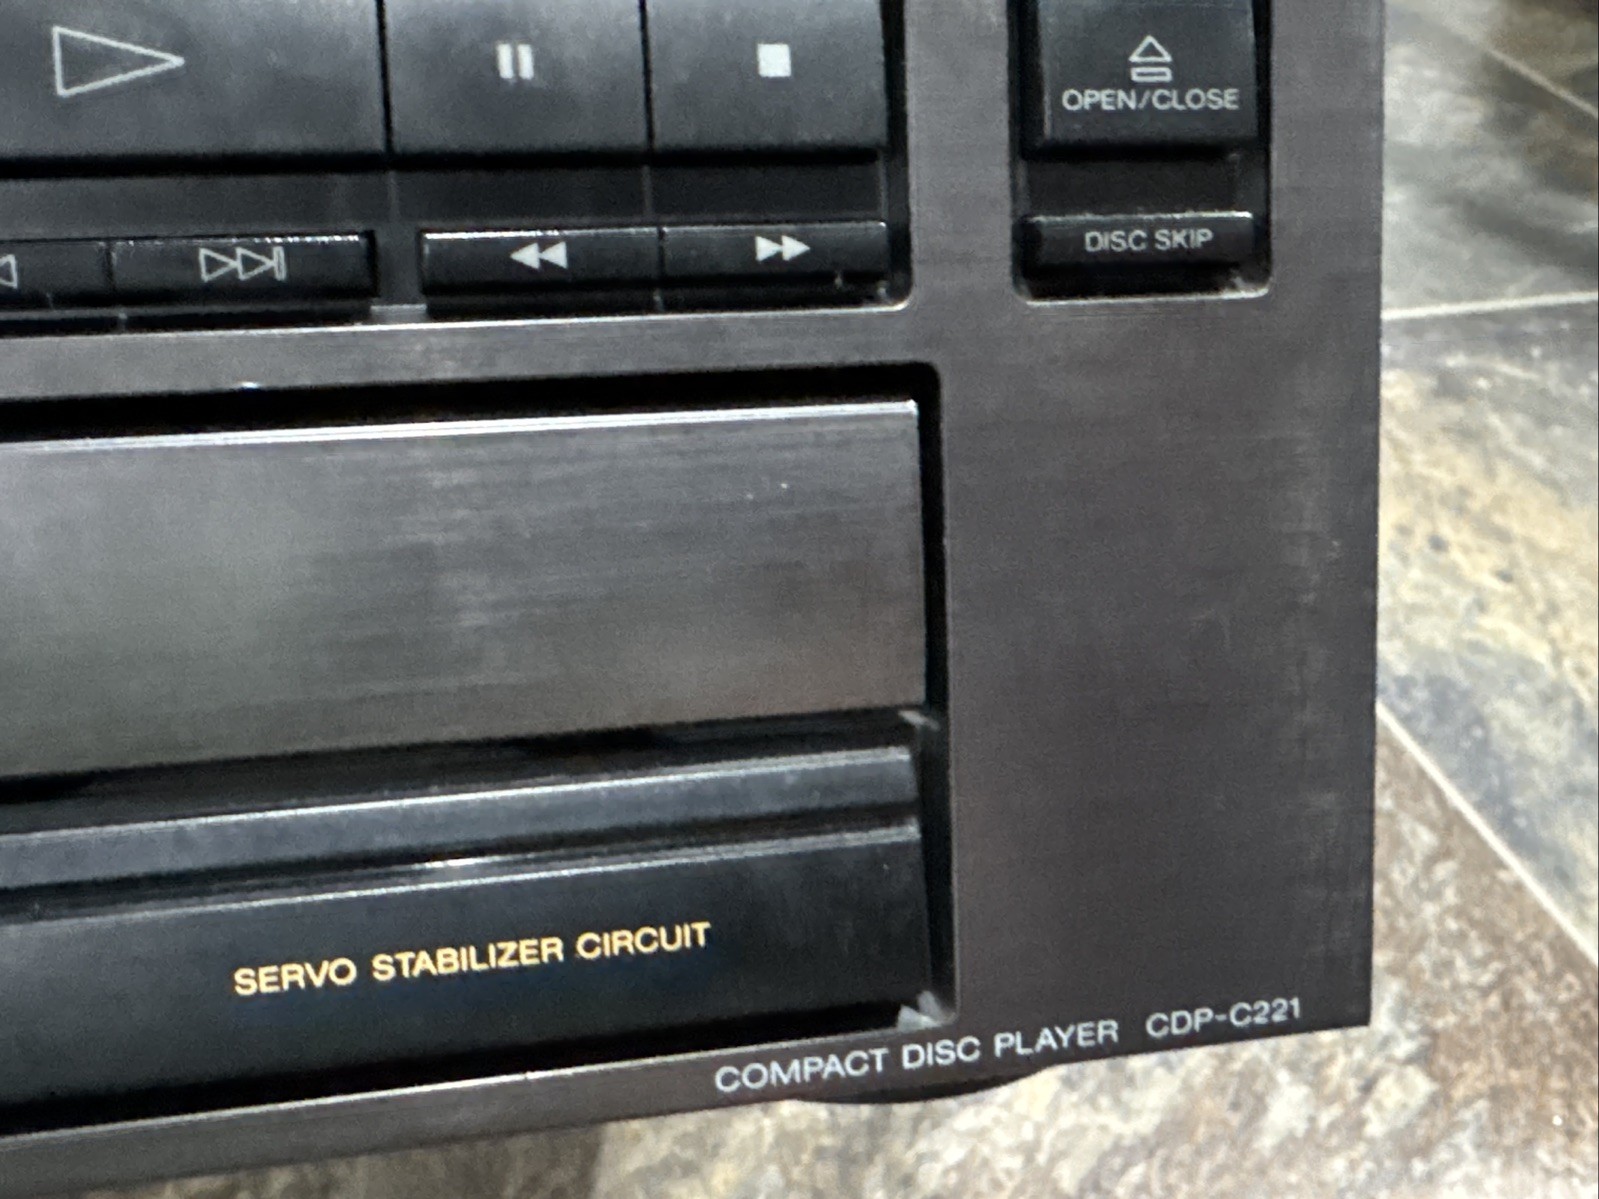 OPEN/CLOSE
DISC SKIP
SERVO STABILIZER CIRCUIT
COMPACT DISC PLAYER CDP-C221